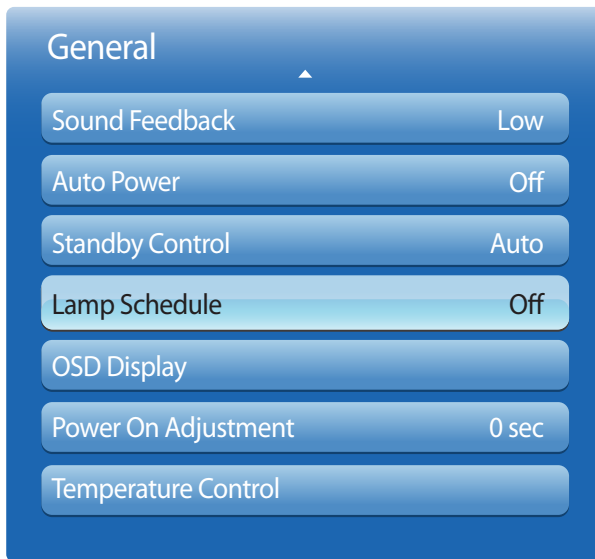 General
Sound Feedback Low
Auto Power Off
Standby Control Auto
Lamp Schedule Off
OSD Display
Power On Adjustment 0 sec
Temperature Control